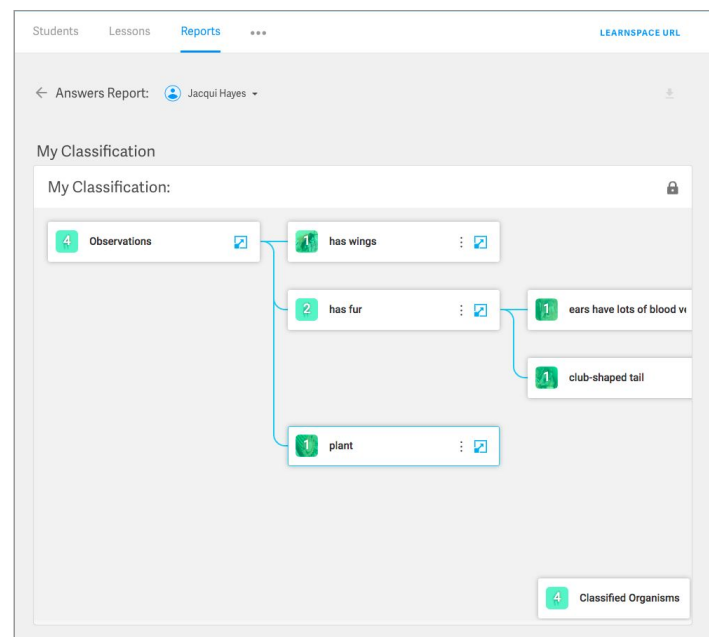 Students Lessons Reports ••• LEARNSPACE URL
Answers Report: Jacqui Hayes
My Classification
My Classification:
4 Observations
1 has wings
2 has fur
1 ears have lots of blood
1 club-shaped tail
1 plant
4 Classified Organisms